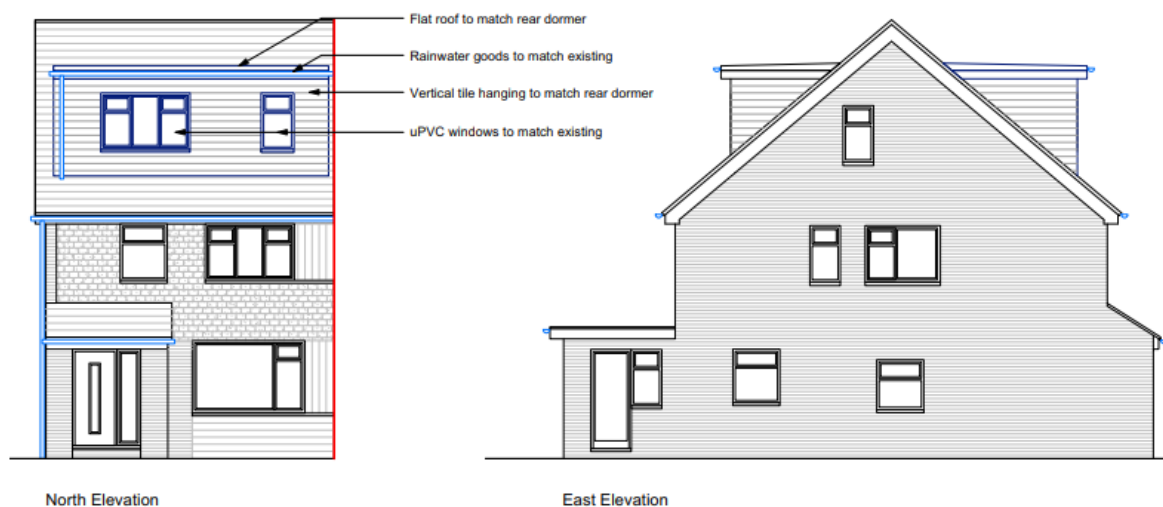 Flat roof to match rear dormer
Rainwater goods to match existing
Vertical tile hanging to match rear dormer
uPVC windows to match existing
North Elevation
East Elevation